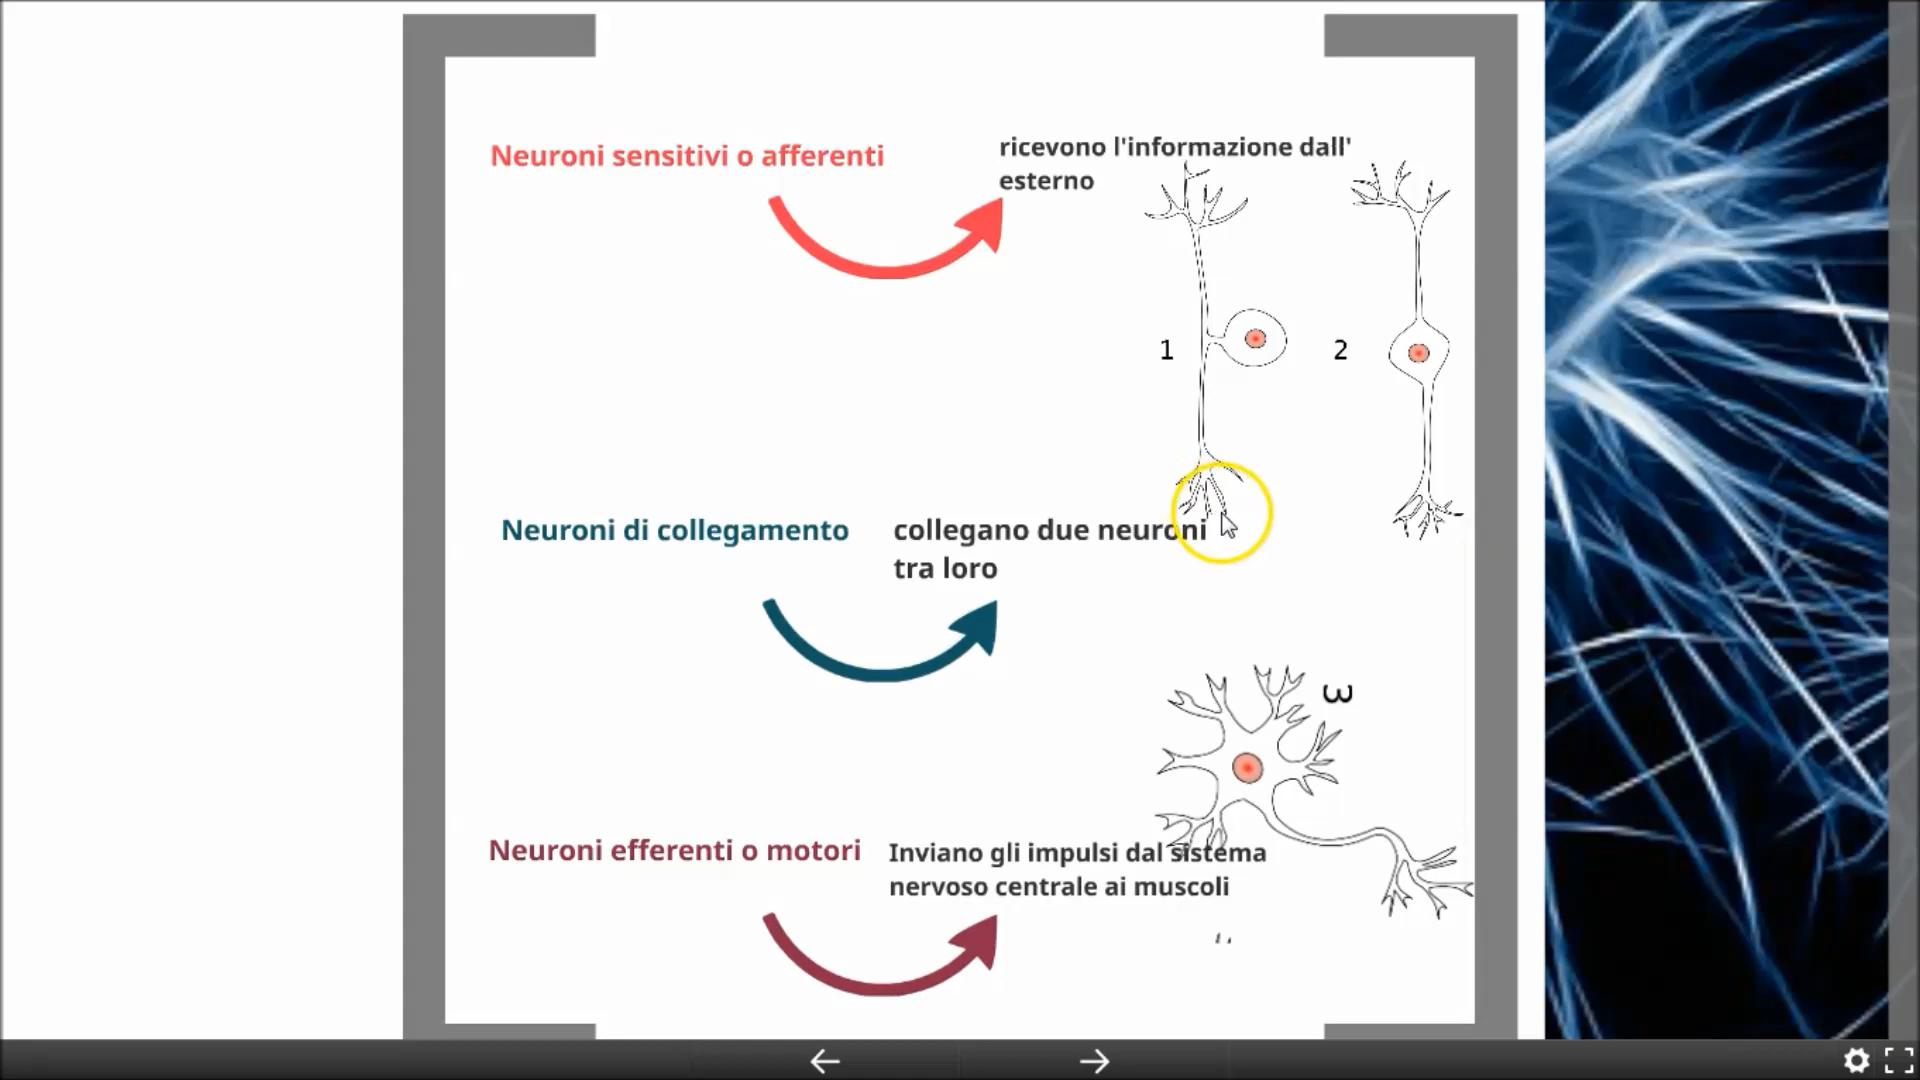 Neuroni sensitivi o afferenti
ricevono l'informazione dall'
esterno
1
2
Neuroni di collegamento
collegano due neuroni
tra loro
3
Neuroni efferenti o motori
Inviano gli impulsi dal sistema
nervoso centrale ai muscoli